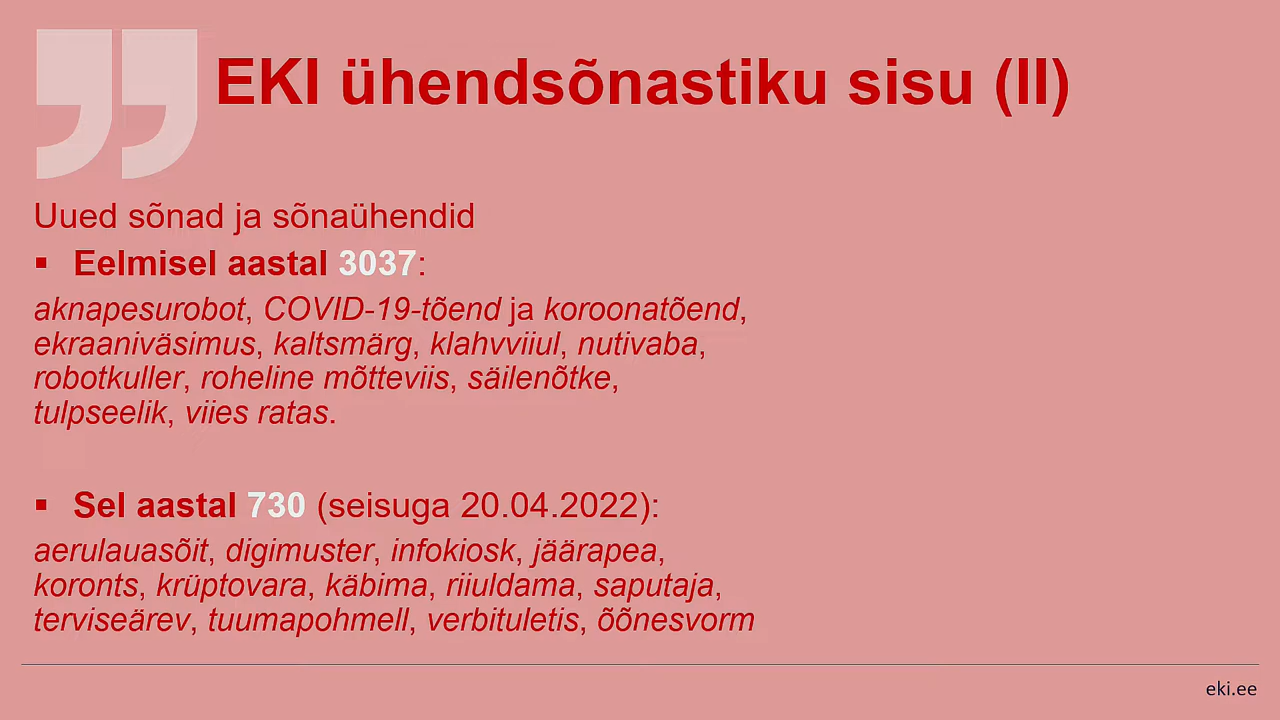 EKI ühendsõnastiku sisu (II)
Uued sõnad ja sõnaühendid
▪ Eelmisel aastal 3037:
aknapesurobot, COVID-19-tõend ja koroonatõend,
ekraaniväsimus, kaltsmärg, klahvviiul, nutivaba,
robotkuller, roheline mõtteviis, säilenõtke,
tulpseelik, viies ratas.
▪ Sel aastal 730 (seisuga 20.04.2022):
aerulauasõit, digimuster, infokiosk, jäärapea,
koronts, krüptovara, käbima, riiuldama, saputaja,
terviseärev, tuumapohmell, verbituletis, õõnesvorm
eki.ee